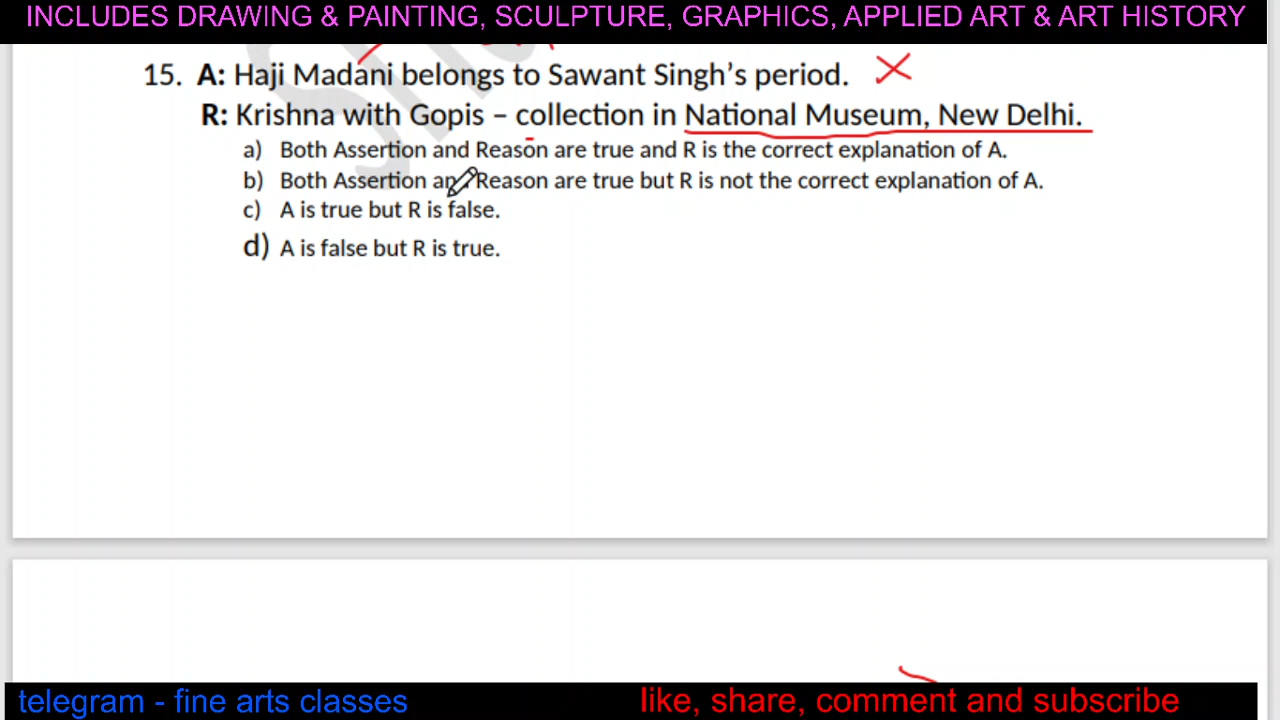 INCLUDES DRAWING & PAINTING, SCULPTURE, GRAPHICS, APPLIED ART & ART HISTORY
15. A: Haji Madani belongs to Sawant Singh's period.
R: Krishna with Gopis – collection in National Museum, New Delhi.
a) Both Assertion and Reason are true and R is the correct explanation of A.
b) Both Assertion and Reason are true but R is not the correct explanation of A.
c) A is true but R is false.
d) A is false but R is true.
telegram - fine arts classes
like, share, comment and subscribe